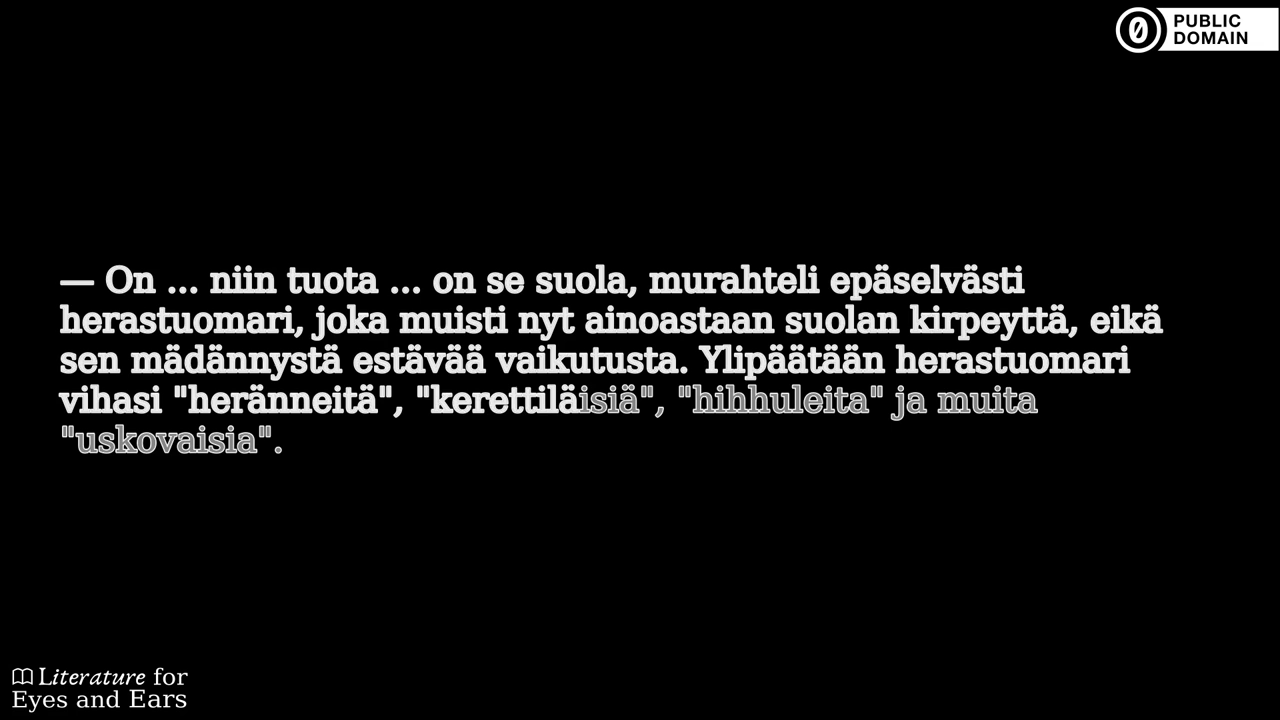 PUBLIC
DOMAIN
— On ... niin tuota ... on se suola, murahteli epäselvästi
herastuomari, joka muisti nyt ainoastaan suolan kirpeyttä, eikä
sen mädännystä estävää vaikutusta. Ylipäätään herastuomari
vihasi "heränneitä", "kerettiläisiä", "hihhuleita" ja muita
"uskovaisia".
Literature for
Eyes and Ears